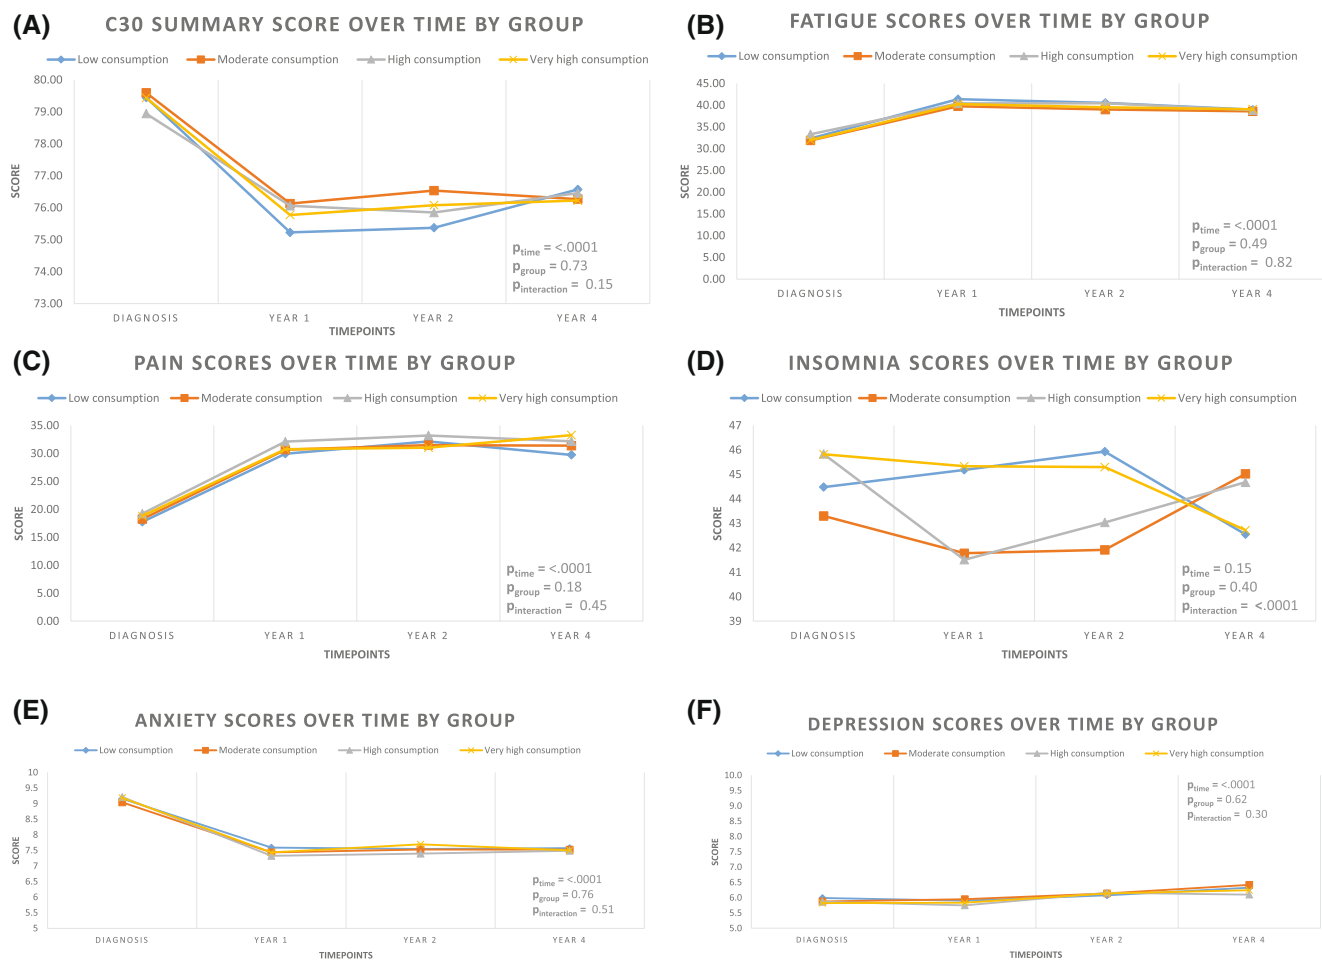 (A)
C30 SUMMARY SCORE OVER TIME BY GROUP
Low consumption Moderate consumption High consumption Very high consumption
80.00
79.00
78.00
77.00
76.00
75.00
74.00
73.00
SCORE
ptime = <.0001
pgroup = 0.73
pinteraction = 0.15
DIAGNOSIS YEAR 1 YEAR 2 YEAR 4
TIMEPOINTS
(B)
FATIGUE SCORES OVER TIME BY GROUP
Low consumption Moderate consumption High consumption Very high consumption
45.00
40.00
35.00
30.00
25.00
20.00
15.00
10.00
5.00
0.00
SCORE
ptime = <.0001
pgroup = 0.49
pinteraction = 0.82
DIAGNOSIS YEAR 1 YEAR 2 YEAR 4
TIMEPOINTS
(C)
PAIN SCORES OVER TIME BY GROUP
Low consumption Moderate consumption High consumption Very high consumption
35.00
30.00
25.00
20.00
15.00
10.00
5.00
0.00
SCORE
ptime = <.0001
pgroup = 0.18
pinteraction = 0.45
DIAGNOSIS YEAR 1 YEAR 2 YEAR 4
TIMEPOINTS
(D)
INSOMNIA SCORES OVER TIME BY GROUP
Low consumption Moderate consumption High consumption Very high consumption
47
46
45
44
43
42
41
40
39
SCORE
ptime = 0.15
pgroup = 0.40
pinteraction = <.0001
DIAGNOSIS YEAR 1 YEAR 2 YEAR 4
TIMEPOINTS
(E)
ANXIETY SCORES OVER TIME BY GROUP
Low consumption Moderate consumption High consumption Very high consumption
10
9.5
9
8.5
8
7.5
7
6.5
6
5.5
5
SCORE
ptime = <.0001
pgroup = 0.76
pinteraction = 0.51
DIAGNOSIS YEAR 1 YEAR 2 YEAR 4
TIMEPOINTS
(F)
DEPRESSION SCORES OVER TIME BY GROUP
Low consumption Moderate consumption High consumption Very high consumption
10.0
9.5
9.0
8.5
8.0
7.5
7.0
6.5
6.0
5.5
5.0
SCORE
ptime = <.0001
pgroup = 0.62
pinteraction = 0.30
DIAGNOSIS YEAR 1 YEAR 2 YEAR 4
TIMEPOINTS